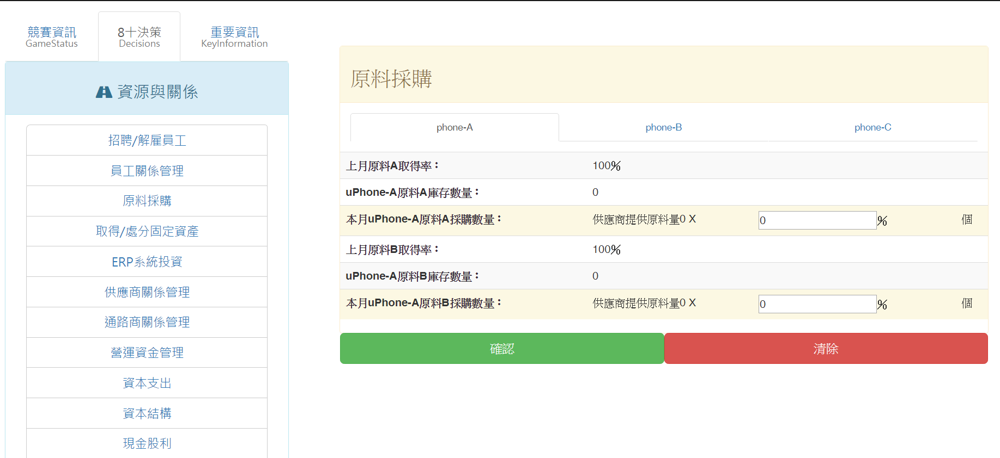 競賽資訊
GameStatus
8十決策
Decisions
重要資訊
KeyInformation
資源與關係
招聘/解雇員工
員工關係管理
原料採購
取得/處分固定資產
ERP系統投資
供應商關係管理
通路商關係管理
營運資金管理
資本支出
資本結構
現金股利
原料採購
phone-A phone-B phone-C
上月原料A取得率： 100%
uPhone-A原料A庫存數量： 0
本月uPhone-A原料A採購數量： 供應商提供原料量0 X 0 % 個
上月原料B取得率： 100%
uPhone-A原料B庫存數量： 0
本月uPhone-A原料B採購數量： 供應商提供原料量0 X 0 % 個
確認 清除